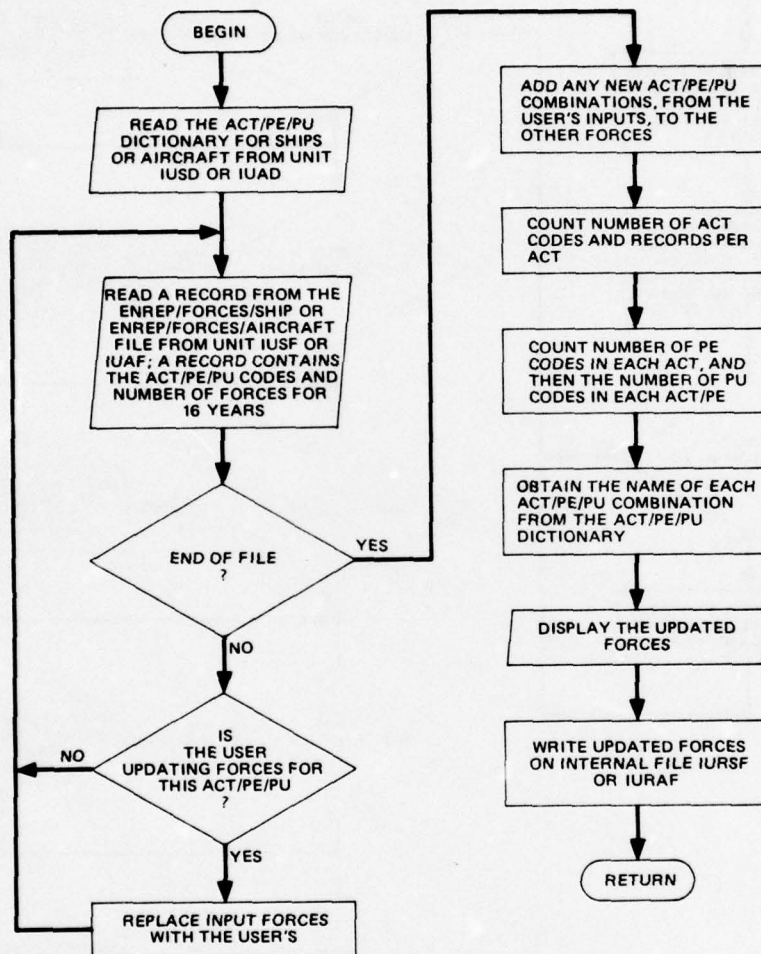 BEGIN
READ THE ACT/PE/PU
DICTIONARY FOR SHIPS
OR AIRCRAFT FROM UNIT
IUSD OR IUAD
READ A RECORD FROM THE
ENREP/FORCES/SHIP OR
ENREP/FORCES/AIRCRAFT
FILE FROM UNIT IUSF OR
IUAF; A RECORD CONTAINS
THE ACT/PE/PU CODES AND
NUMBER OF FORCES FOR
16 YEARS
END OF FILE
?
YES
NO
IS
THE USER
UPDATING FORCES FOR
THIS ACT/PE/PU
?
NO
YES
REPLACE INPUT FORCES
WITH THE USER'S
ADD ANY NEW ACT/PE/PU
COMBINATIONS, FROM THE
USER'S INPUTS, TO THE
OTHER FORCES
COUNT NUMBER OF ACT
CODES AND RECORDS PER
ACT
COUNT NUMBER OF PE
CODES IN EACH ACT, AND
THEN THE NUMBER OF PU
CODES IN EACH ACT/PE
OBTAIN THE NAME OF EACH
ACT/PE/PU COMBINATION
FROM THE ACT/PE/PU
DICTIONARY
DISPLAY THE UPDATED
FORCES
WRITE UPDATED FORCES
ON INTERNAL FILE IURSF
OR IURAF
RETURN